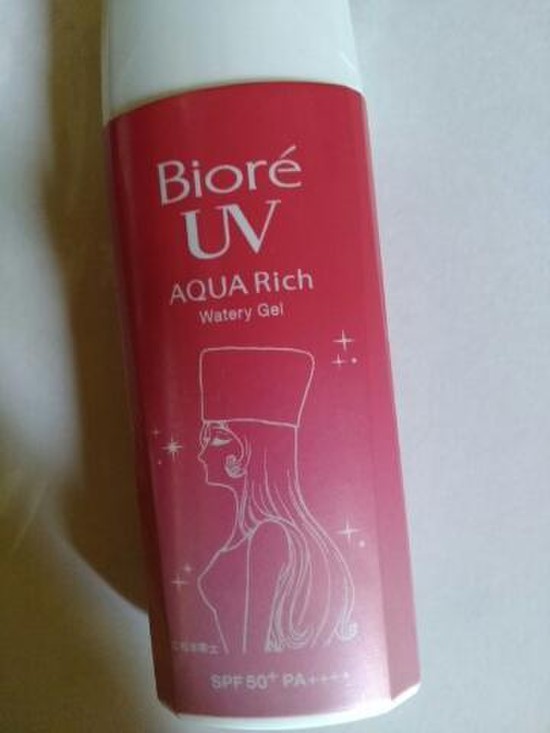 Bioré
UV
AQUA Rich
Watery Gel
SPF 50+ PA++++